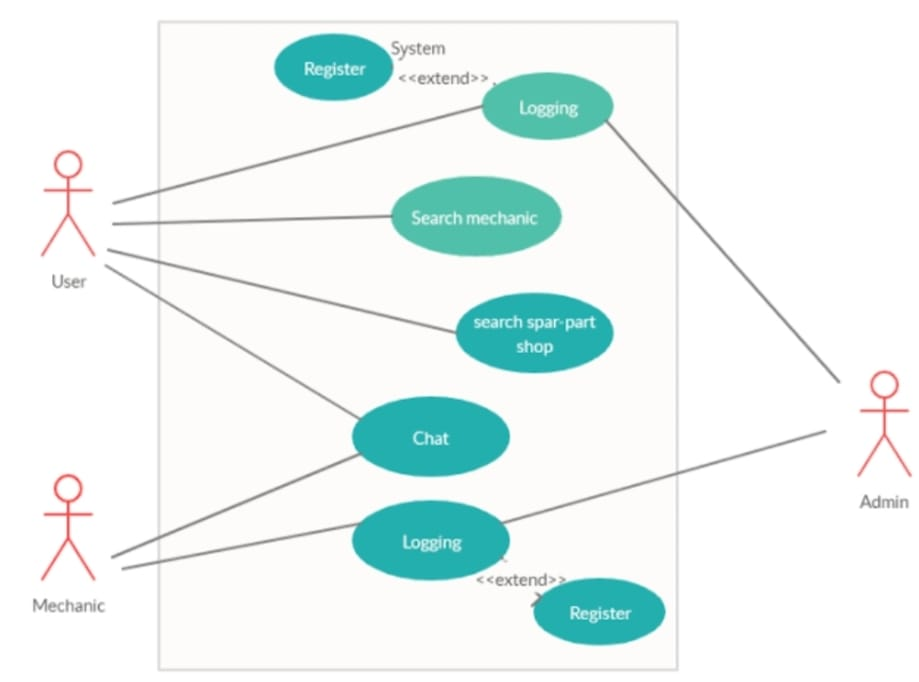 System
Register
<<extend>>
Logging
Search mechanic
User
search spar-part
shop
Chat
Logging
Admin
<<extend>>
Mechanic
Register